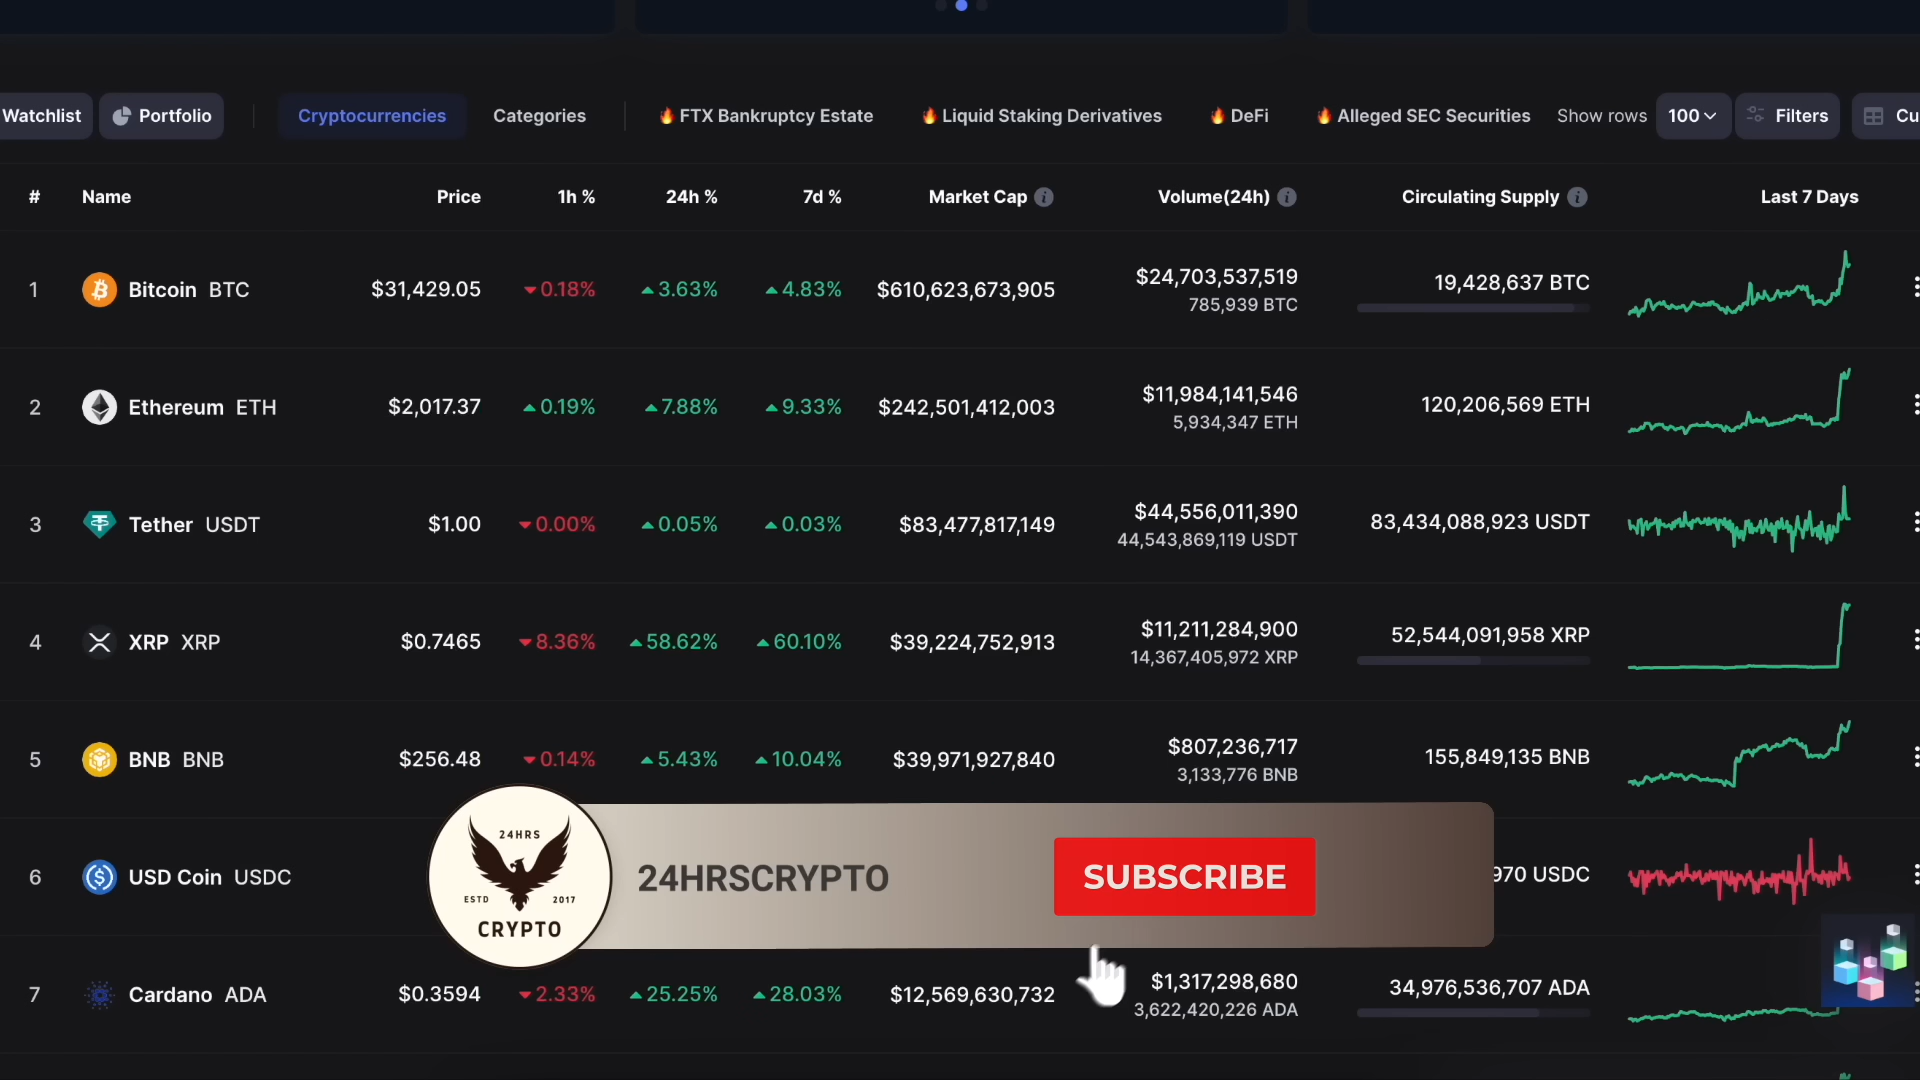 Watchlist Portfolio Cryptocurrencies Categories 🔥 FTX Bankruptcy Estate 🔥 Liquid Staking Derivatives 🔥 DeFi 🔥 Alleged SEC Securities Show rows 100 Filters Cu
# Name Price 1h % 24h % 7d % Market Cap Volume(24h) Circulating Supply Last 7 Days
1 Bitcoin BTC $31,429.05 0.18% 3.63% 4.83% $610,623,673,905 $24,703,537,519 19,428,637 BTC
785,939 BTC
2 Ethereum ETH $2,017.37 0.19% 7.88% 9.33% $242,501,412,003 $11,984,141,546 120,206,569 ETH
5,934,347 ETH
3 Tether USDT $1.00 0.00% 0.05% 0.03% $83,477,817,149 $44,556,011,390 83,434,088,923 USDT
44,543,869,119 USDT
4 XRP XRP $0.7465 8.36% 58.62% 60.10% $39,224,752,913 $11,211,284,900 52,544,091,958 XRP
14,367,405,972 XRP
5 BNB BNB $256.48 0.14% 5.43% 10.04% $39,971,927,840 $807,236,717 155,849,135 BNB
3,133,776 BNB
6 USD Coin USDC 970 USDC
24HRS
ESTD 2017
CRYPTO
24HRSCRYPTO
SUBSCRIBE
7 Cardano ADA $0.3594 2.33% 25.25% 28.03% $12,569,630,732 $1,317,298,680 34,976,536,707 ADA
3,622,420,226 ADA